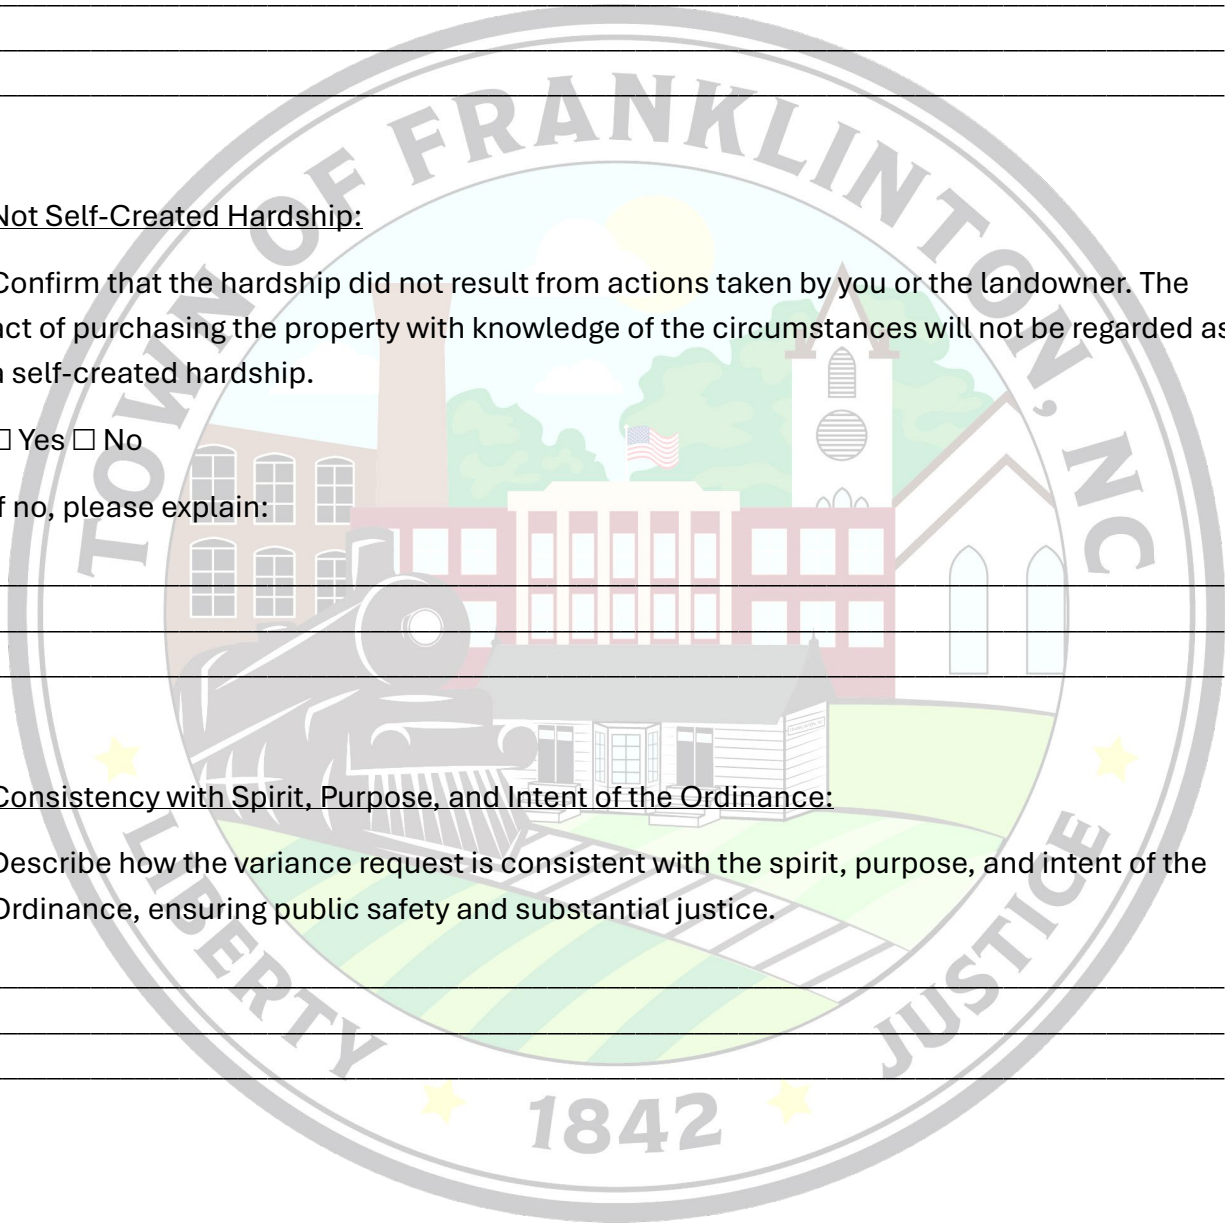 TOWN OF FRANKLINTON, NC
Not Self-Created Hardship:
Confirm that the hardship did not result from actions taken by you or the landowner. The
act of purchasing the property with knowledge of the circumstances will not be regarded as
a self-created hardship.
☐ Yes ☐ No
If no, please explain:
Consistency with Spirit, Purpose, and Intent of the Ordinance:
Describe how the variance request is consistent with the spirit, purpose, and intent of the
Ordinance, ensuring public safety and substantial justice.
LIBERTY
JUSTICE
1842